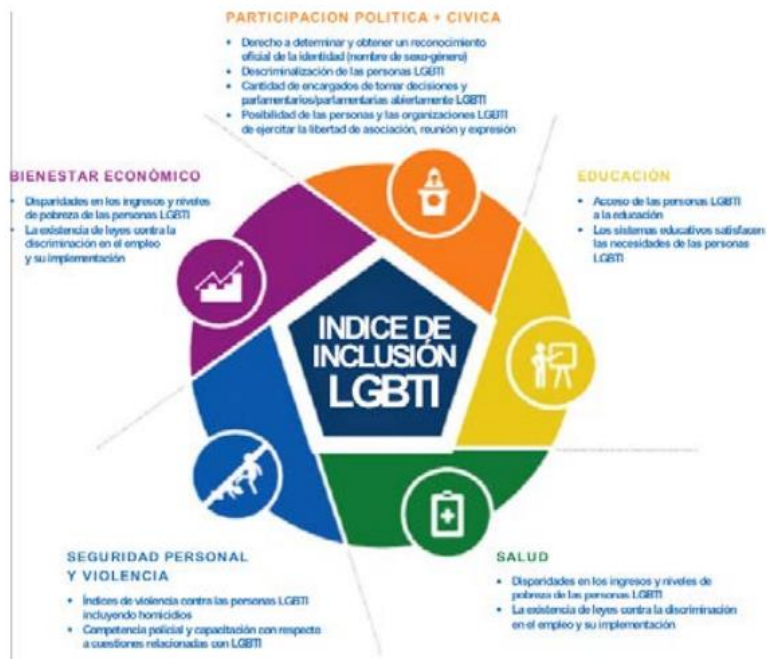 PARTICIPACION POLITICA + CIVICA
• Derecho a determinar y obtener un reconocimiento
oficial de la identidad (nombre de sexo-género)
• Descriminalización de las personas LGBTI
• Cantidad de encargados de tomar decisiones y
parlamentarios/parlamentarias abiertamente LGBTI
• Posibilidad de las personas y las organizaciones LGBTI
de ejercitar la libertad de asociación, reunión y expresión
BIENESTAR ECONÓMICO
• Disparidades en los ingresos y niveles
de pobreza de las personas LGBTI
• La existencia de leyes contra la
discriminación en el empleo
y su implementación
EDUCACIÓN
• Acceso de las personas LGBTI
a la educación
• Los sistemas educativos satisfacen
las necesidades de las personas
LGBTI
INDICE DE
INCLUSIÓN
LGBTI
SEGURIDAD PERSONAL
Y VIOLENCIA
• Índices de violencia contra las personas LGBTI
incluyendo homicidios
• Competencia policial y capacitación con respecto
a cuestiones relacionadas con LGBTI
SALUD
• Disparidades en los ingresos y niveles de
pobreza de las personas LGBTI
• La existencia de leyes contra la discriminación
en el empleo y su implementación